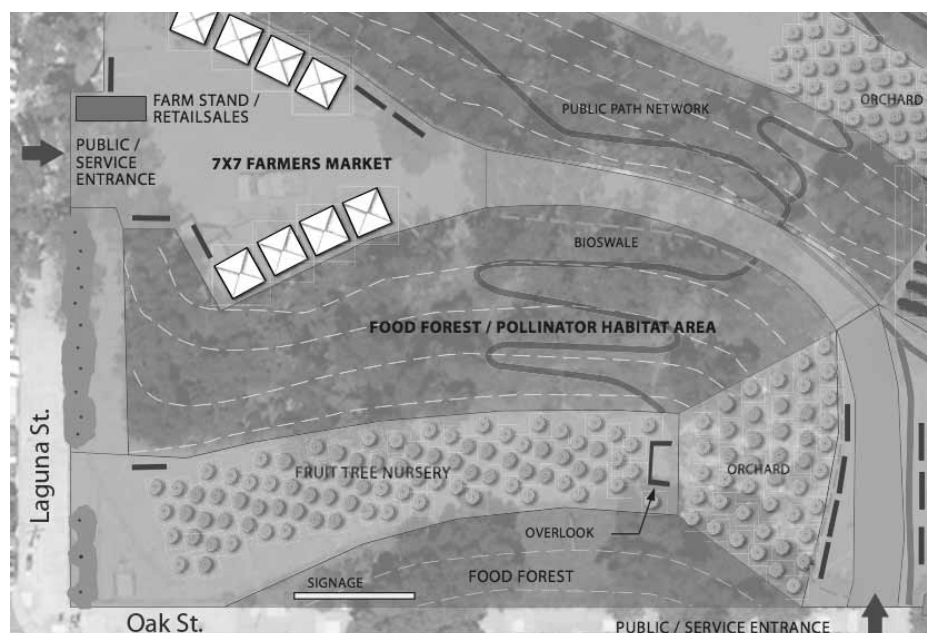 FARM STAND /
RETAILSALES
PUBLIC /
SERVICE
ENTRANCE
7X7 FARMERS MARKET
PUBLIC PATH NETWORK
ORCHARD
BIOSWALE
FOOD FOREST / POLLINATOR HABITAT AREA
FRUIT TREE NURSERY
ORCHARD
OVERLOOK
FOOD FOREST
SIGNAGE
Laguna St.
Oak St.
PUBLIC / SERVICE ENTRANCE